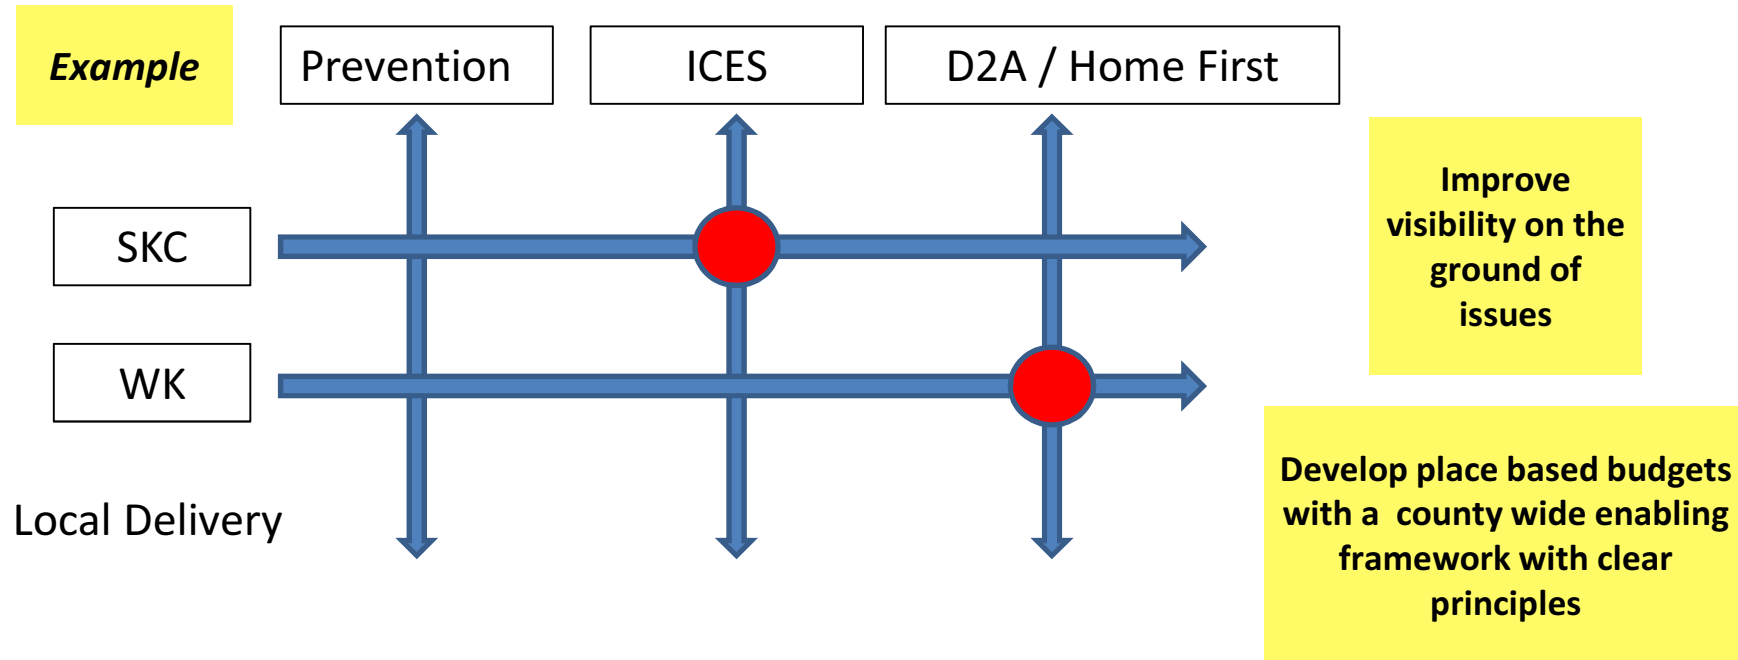 Example
Prevention
ICES
D2A / Home First
SKC
WK
Local Delivery
Improve
visibility on the
ground of
issues
Develop place based budgets
with a  county wide enabling
framework with clear
principles